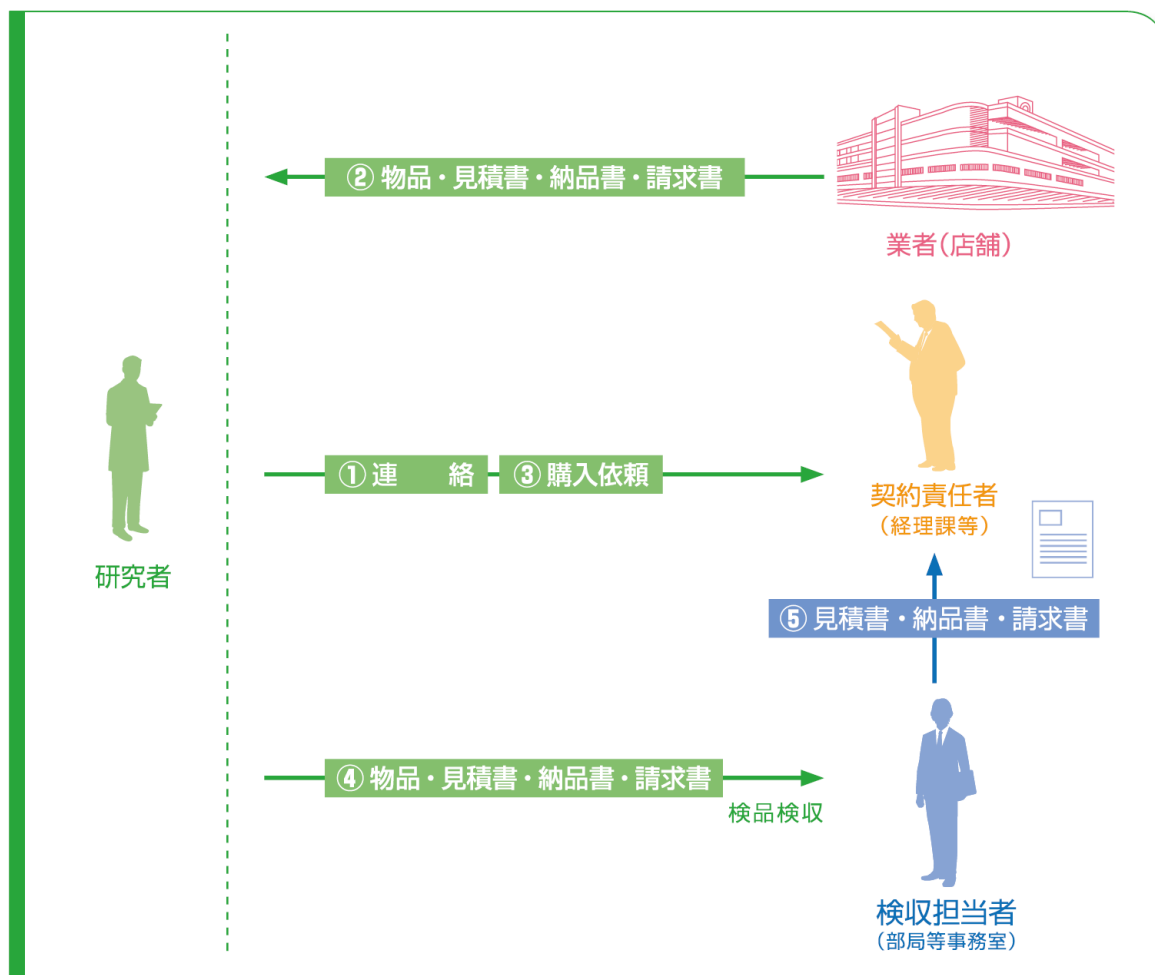 ② 物品・見積書・納品書・請求書
業者(店舗)
① 連　　絡
③ 購入依頼
契約責任者
(経理課等)
研究者
⑤ 見積書・納品書・請求書
④ 物品・見積書・納品書・請求書
検品検収
検収担当者
(部局等事務室)